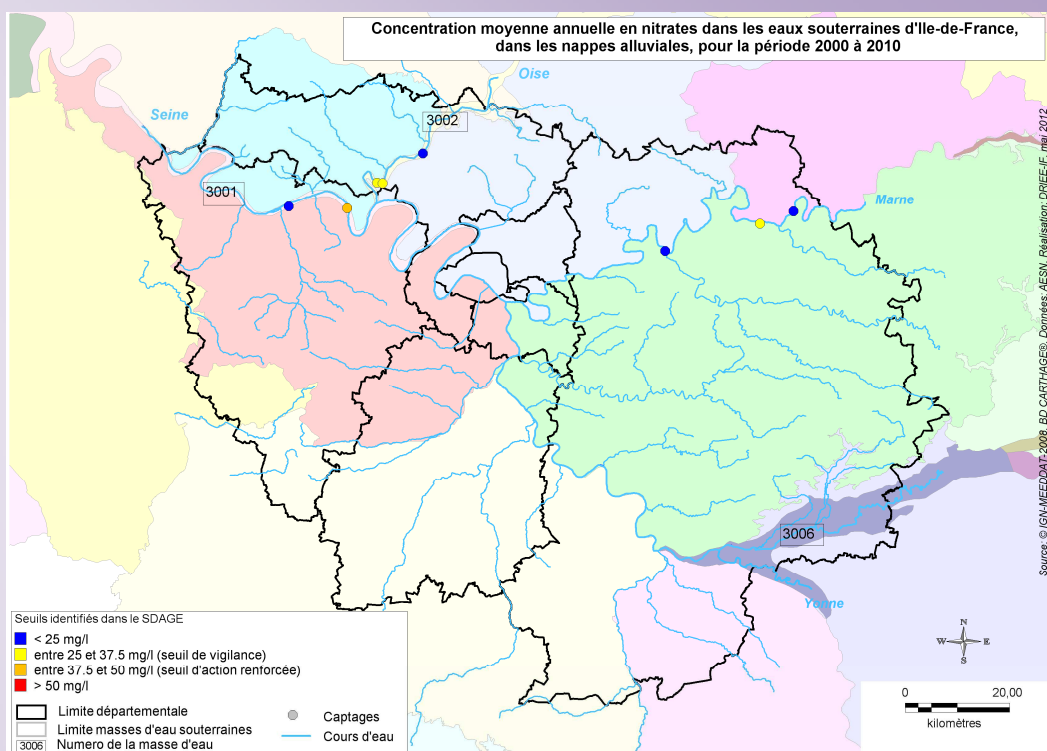 Concentration moyenne annuelle en nitrates dans les eaux souterraines d'Ile-de-France,
dans les nappes alluviales, pour la période 2000 à 2010
Oise
Seine
3002
3001
Marne
3006
Yonne
Source: © IGN-MEEDDAT-2008. BD CARTHAGE®. Données: AESN. Réalisation: DRIEE-IF, mai 2012
Seuils identifiés dans le SDAGE
< 25 mg/l
entre 25 et 37.5 mg/l (seuil de vigilance)
entre 37.5 et 50 mg/l (seuil d'action renforcée)
> 50 mg/l
Limite départementale
Limite masses d'eau souterraines
3006 Numero de la masse d'eau
Captages
Cours d'eau
N
W E
S
0 20,00
kilomètres